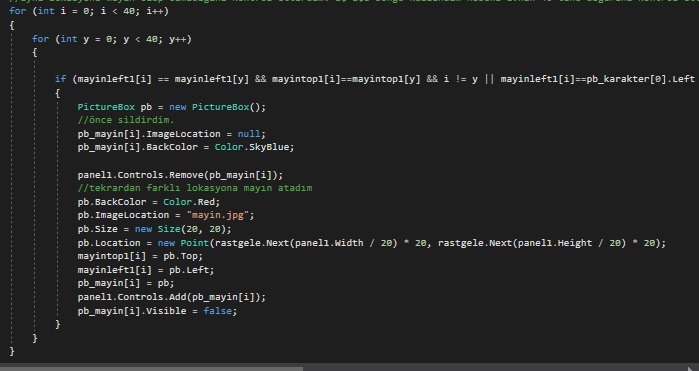 for (int i = 0; i < 40; i++)
{
for (int y = 0; y < 40; y++)
{
if (mayinleft1[i] == mayinleft1[y] && mayintop1[i]==mayintop1[y] && i != y || mayinleft1[i]==pb_karakter[0].Left
{
PictureBox pb = new PictureBox();
//önce sildirdim.
pb_mayin[i].ImageLocation = null;
pb_mayin[i].BackColor = Color.SkyBlue;
panel1.Controls.Remove(pb_mayin[i]);
//tekrardan farklı lokasyona mayın atadım
pb.BackColor = Color.Red;
pb.ImageLocation = "mayin.jpg";
pb.Size = new Size(20, 20);
pb.Location = new Point(rastgele.Next(panel1.Width / 20) * 20, rastgele.Next(panel1.Height / 20) * 20);
mayintop1[i] = pb.Top;
mayinleft1[i] = pb.Left;
pb_mayin[i] = pb;
panel1.Controls.Add(pb_mayin[i]);
pb_mayin[i].Visible = false;
}
}
}